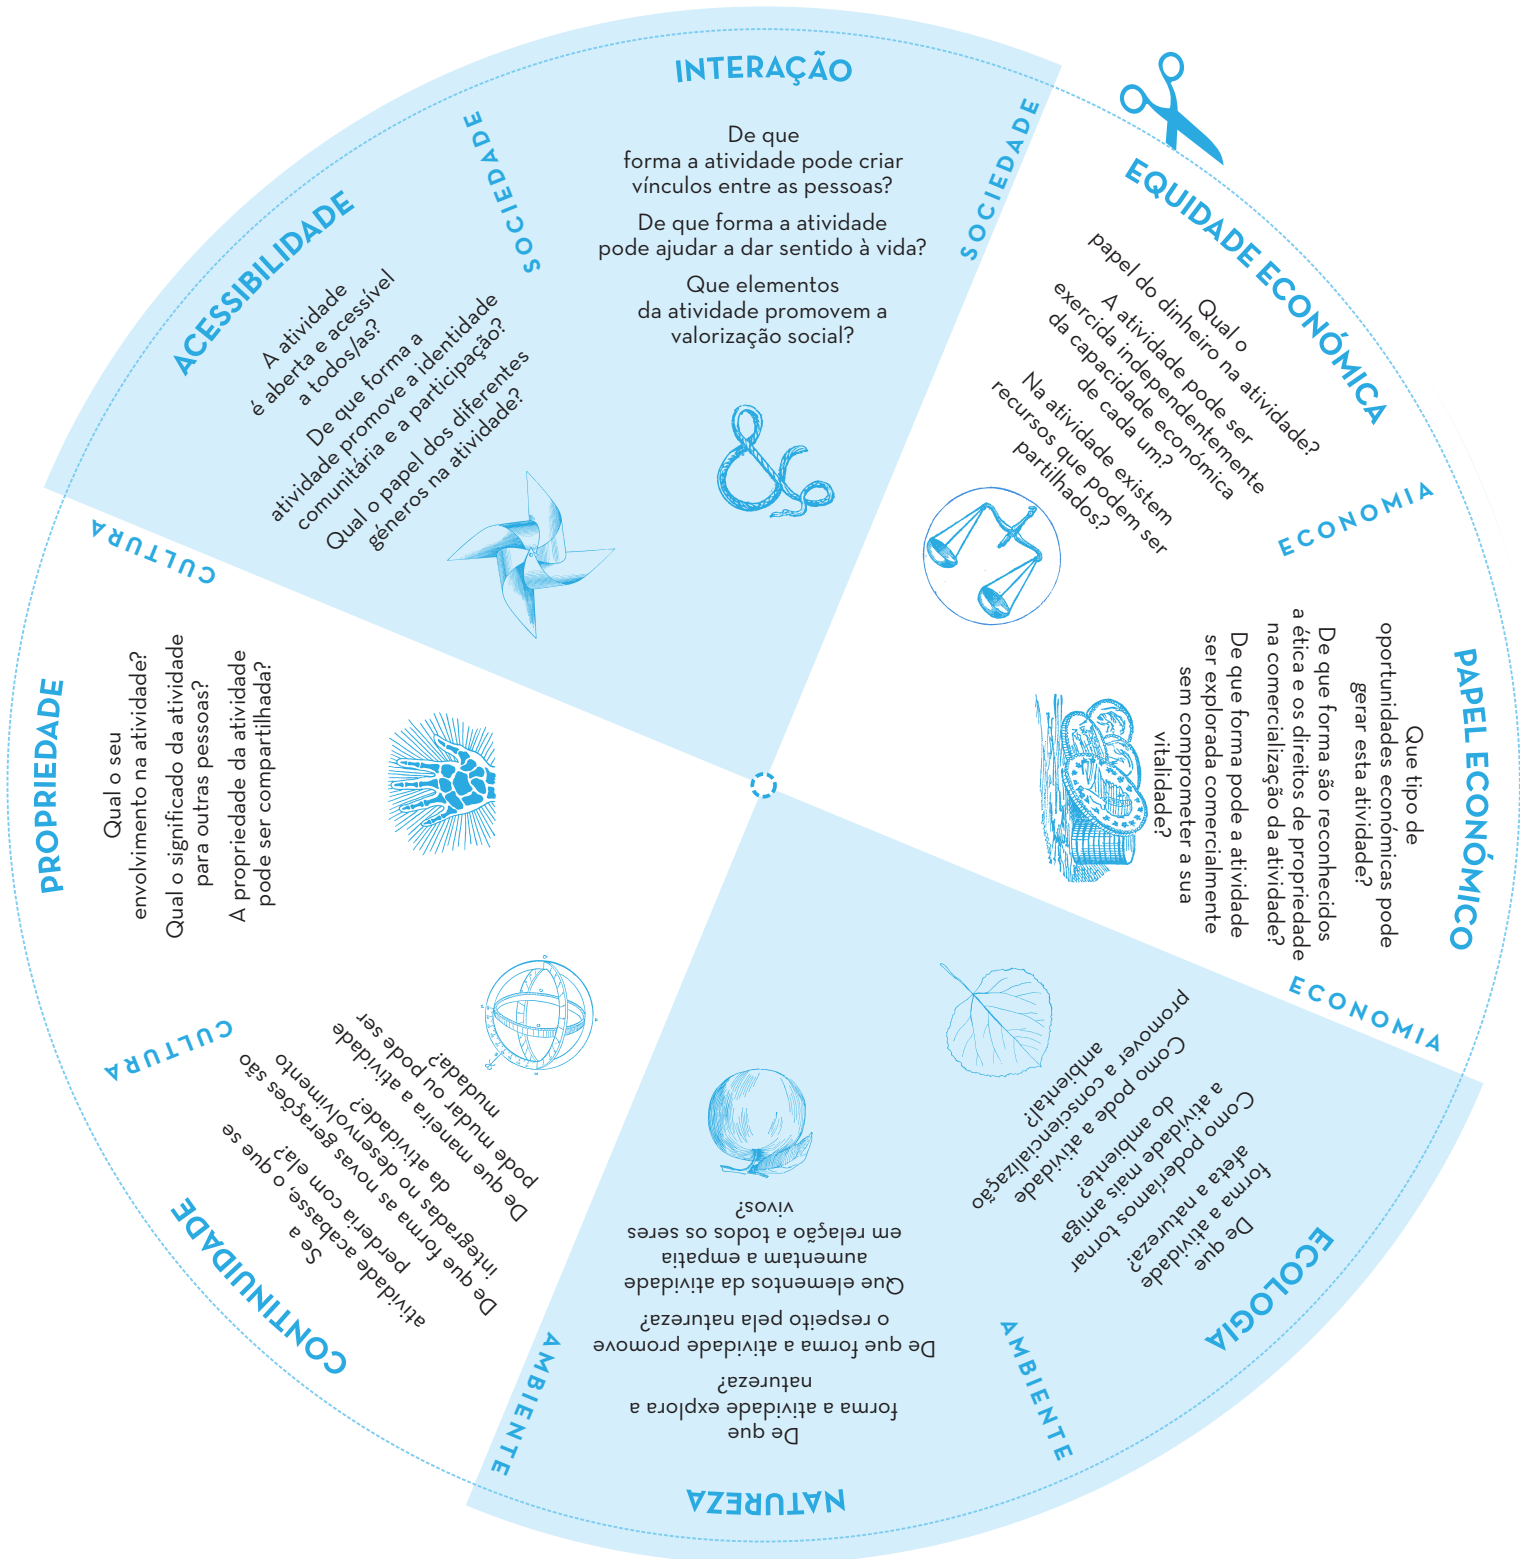 INTERAÇÃO
SOCIEDADE
De que
forma a atividade pode criar
vínculos entre as pessoas?
De que forma a atividade
pode ajudar a dar sentido à vida?
Que elementos
da atividade promovem a
valorização social?
SOCIEDADE
EQUIDADE ECONÓMICA
Qual o
papel do dinheiro na atividade?
A atividade pode ser
exercida independentemente
da capacidade económica
de cada um?
Na atividade existem
recursos que podem ser
partilhados?
ECONOMIA
PAPEL ECONÓMICO
Que tipo de
oportunidades económicas pode
gerar esta atividade?
De que forma são reconhecidos
a ética e os direitos de propriedade
na comercialização da atividade?
De que forma pode a atividade
ser explorada comercialmente
sem comprometer a sua
vitalidade?
ECONOMIA
ECOLOGIA
De que
forma a atividade
afeta a natureza?
Como poderíamos tornar
a atividade mais amiga
do ambiente?
Como pode a atividade
promover a consciencialização
ambiental?
AMBIENTE
NATUREZA
De que
forma a atividade explora a
natureza?
De que forma a atividade promove
o respeito pela natureza?
Que elementos da atividade
aumentam a empatia
em relação a todos os seres
vivos?
AMBIENTE
CONTINUIDADE
Se a
atividade acabasse, o que se
perderia com ela?
De que forma as novas gerações são
integradas no desenvolvimento
da atividade?
De que maneira a atividade
pode mudar ou pode ser
mudada?
CULTURA
PROPRIEDADE
Qual o seu
envolvimento na atividade?
Qual o significado da atividade
para outras pessoas?
A propriedade da atividade
pode ser compartilhada?
CULTURA
ACESSIBILIDADE
A atividade
é aberta e acessível
a todos/as?
De que forma a
atividade promove a identidade
comunitária e a participação?
Qual o papel dos diferentes
géneros na atividade?